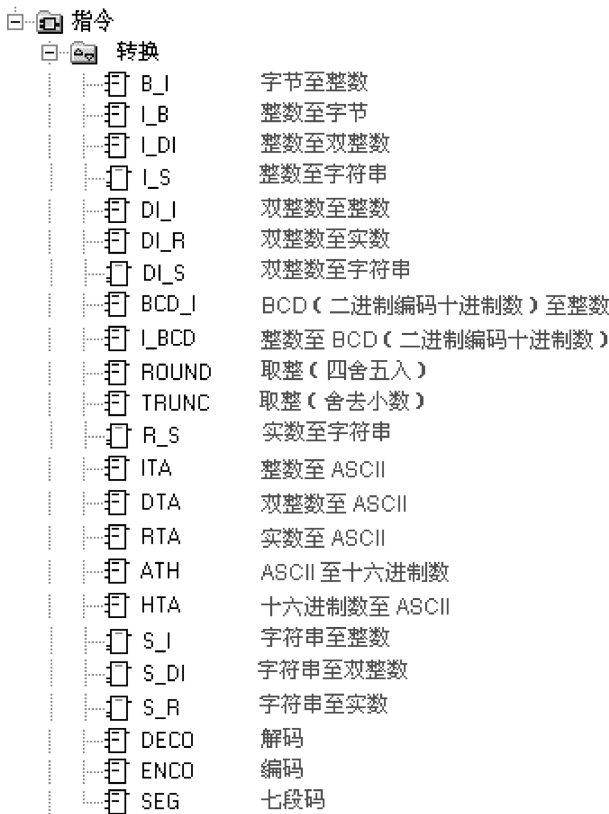 指令
转换
B_I 字节至整数
I_B 整数至字节
I_DI 整数至双整数
I_S 整数至字符串
DI_I 双整数至整数
DI_R 双整数至实数
DI_S 双整数至字符串
BCD_I BCD（二进制编码十进制数）至整数
I_BCD 整数至 BCD（二进制编码十进制数）
ROUND 取整（四舍五入）
TRUNC 取整（舍去小数）
R_S 实数至字符串
ITA 整数至 ASCII
DTA 双整数至 ASCII
RTA 实数至 ASCII
ATH ASCII 至十六进制数
HTA 十六进制数至 ASCII
S_I 字符串至整数
S_DI 字符串至双整数
S_R 字符串至实数
DECO 解码
ENCO 编码
SEG 七段码